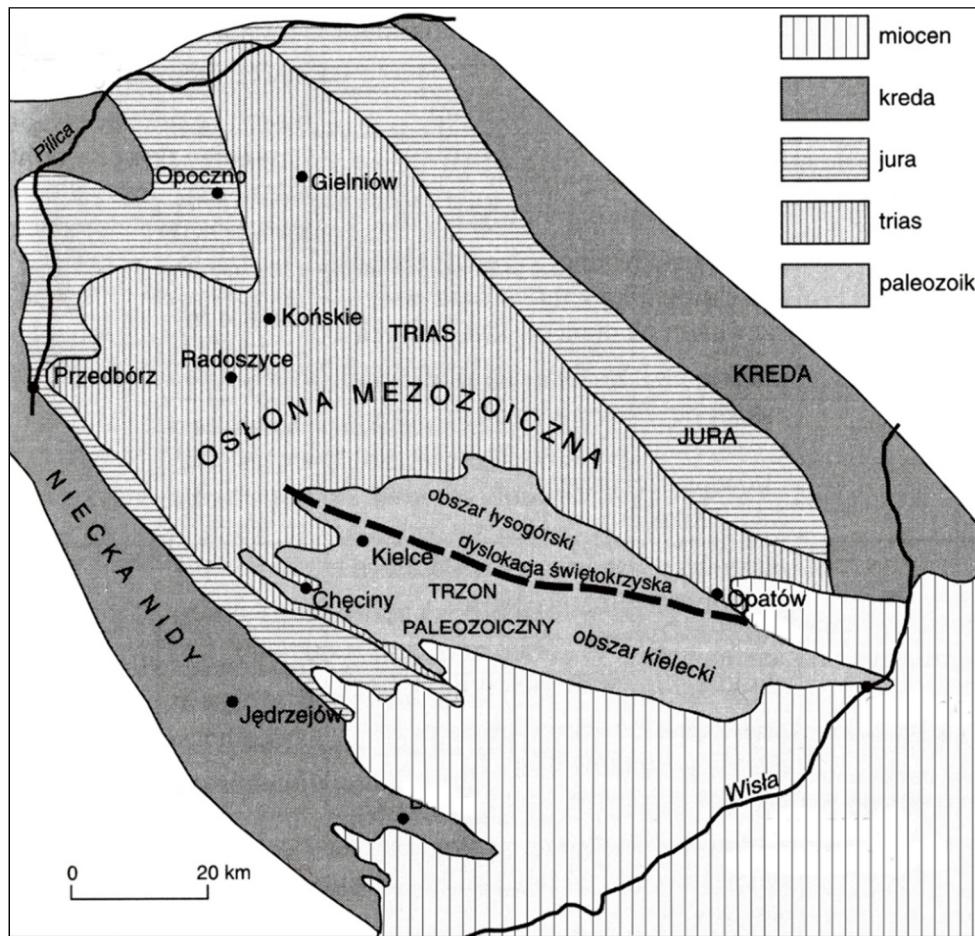 miocen
kreda
jura
trias
paleozoik
Pilica
Opoczno
Gielniów
Końskie
TRIAS
Radoszyce
Przedbórz
KREDA
OSŁONA MEZOZOICZNA
JURA
NIECKA NIDY
obszar łysogórski
Kielce
dyslokacja świętokrzyska
Chęciny
TRZON
PALEOZOICZNY
Opatów
obszar kielecki
Jędrzejów
Wisła
0 20 km